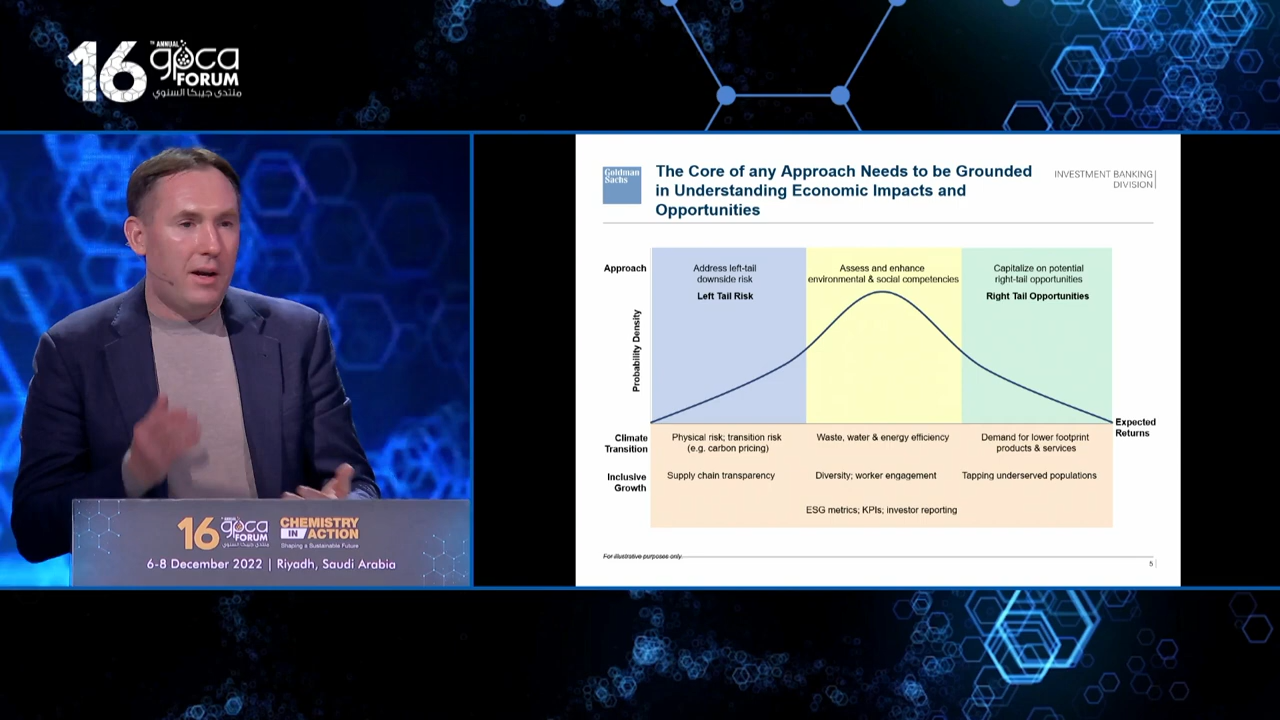 16
TH ANNUAL
gpca
FORUM
منتدى جيبكا السنوي
16
gpca
FORUM
منتدى جيبكا السنوي
CHEMISTRY
IN ACTION
Shaping a Sustainable Future
6-8 December 2022 | Riyadh, Saudi Arabia
Goldman
Sachs
The Core of any Approach Needs to be Grounded
in Understanding Economic Impacts and
Opportunities
INVESTMENT BANKING
DIVISION
Approach
Address left-tail
downside risk
Left Tail Risk
Assess and enhance
environmental & social competencies
Capitalize on potential
right-tail opportunities
Right Tail Opportunities
Probability Density
Expected
Returns
Climate
Transition
Physical risk; transition risk
(e.g. carbon pricing)
Waste, water & energy efficiency
Demand for lower footprint
products & services
Inclusive
Growth
Supply chain transparency
Diversity; worker engagement
Tapping underserved populations
ESG metrics; KPIs; investor reporting
For illustrative purposes only.
5